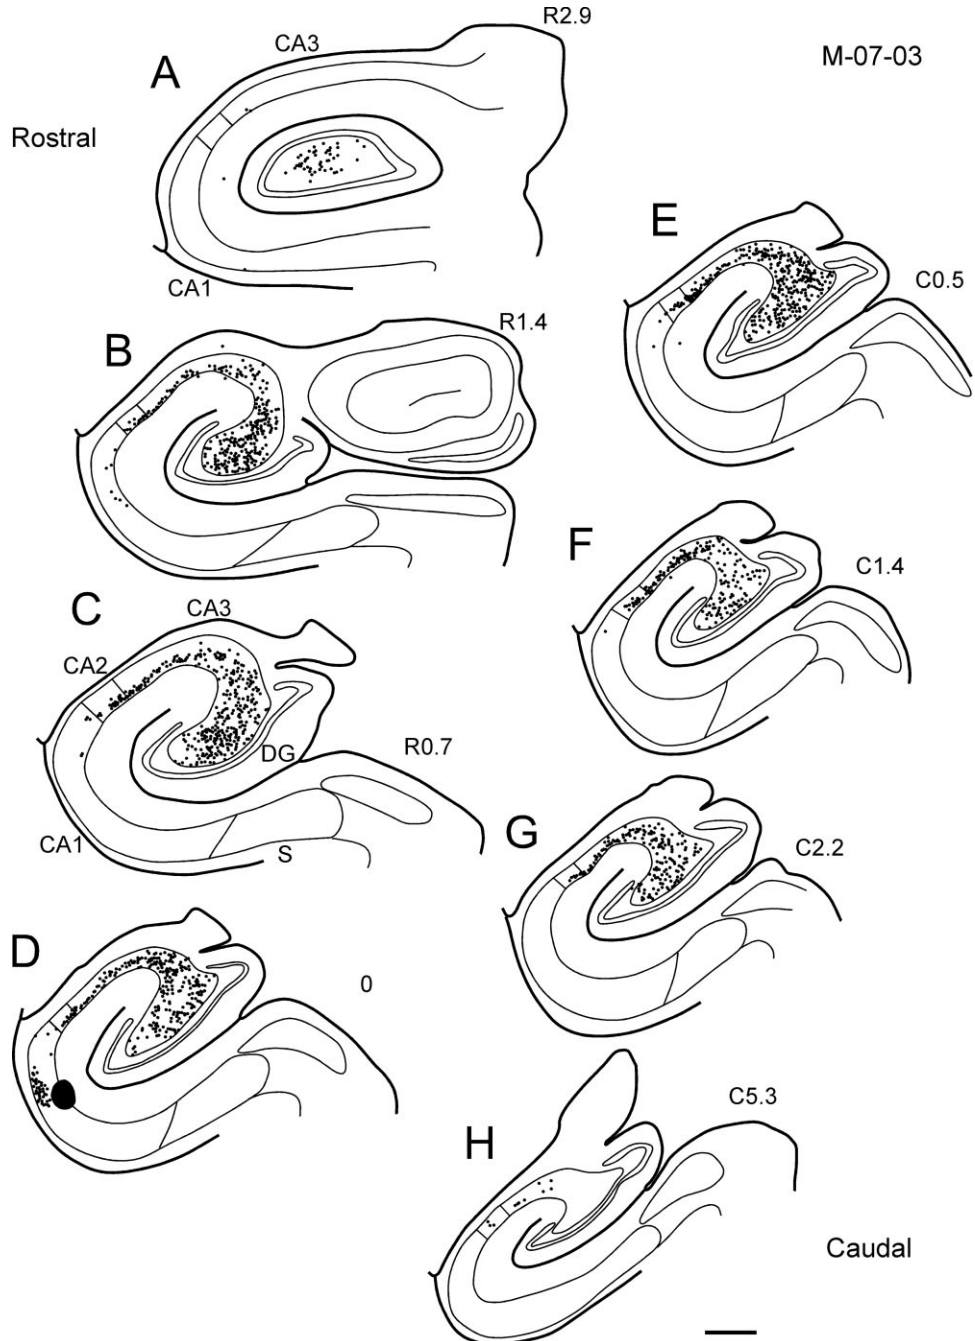 R2.9
CA3
A
M-07-03
Rostral
CA1
E
C0.5
B
R1.4
F
C1.4
C
CA3
CA2
DG
R0.7
CA1
S
G
C2.2
D
0
H
C5.3
Caudal